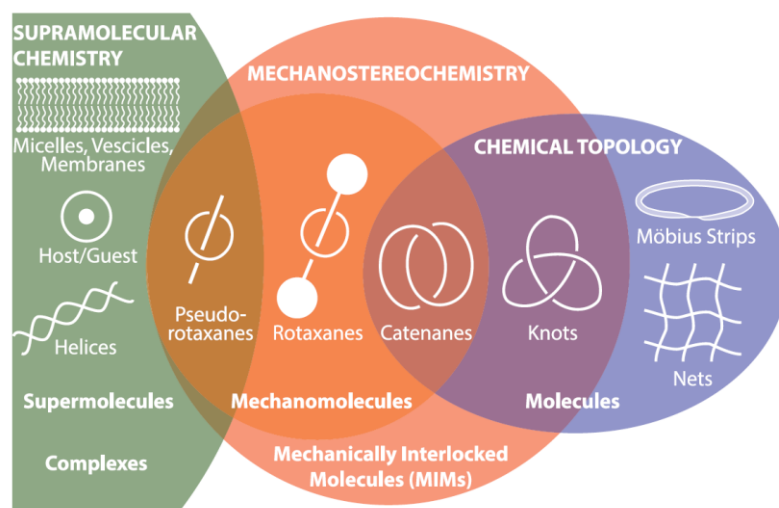 SUPRAMOLECULAR
CHEMISTRY
Micelles, Vescicles,
Membranes
Host/Guest
Helices
Supermolecules
Complexes
MECHANOSTEREOCHEMISTRY
Pseudo-
rotaxanes
Rotaxanes
Catenanes
Knots
Mechanomolecules
Mechanically Interlocked
Molecules (MIMs)
CHEMICAL TOPOLOGY
Möbius Strips
Nets
Molecules